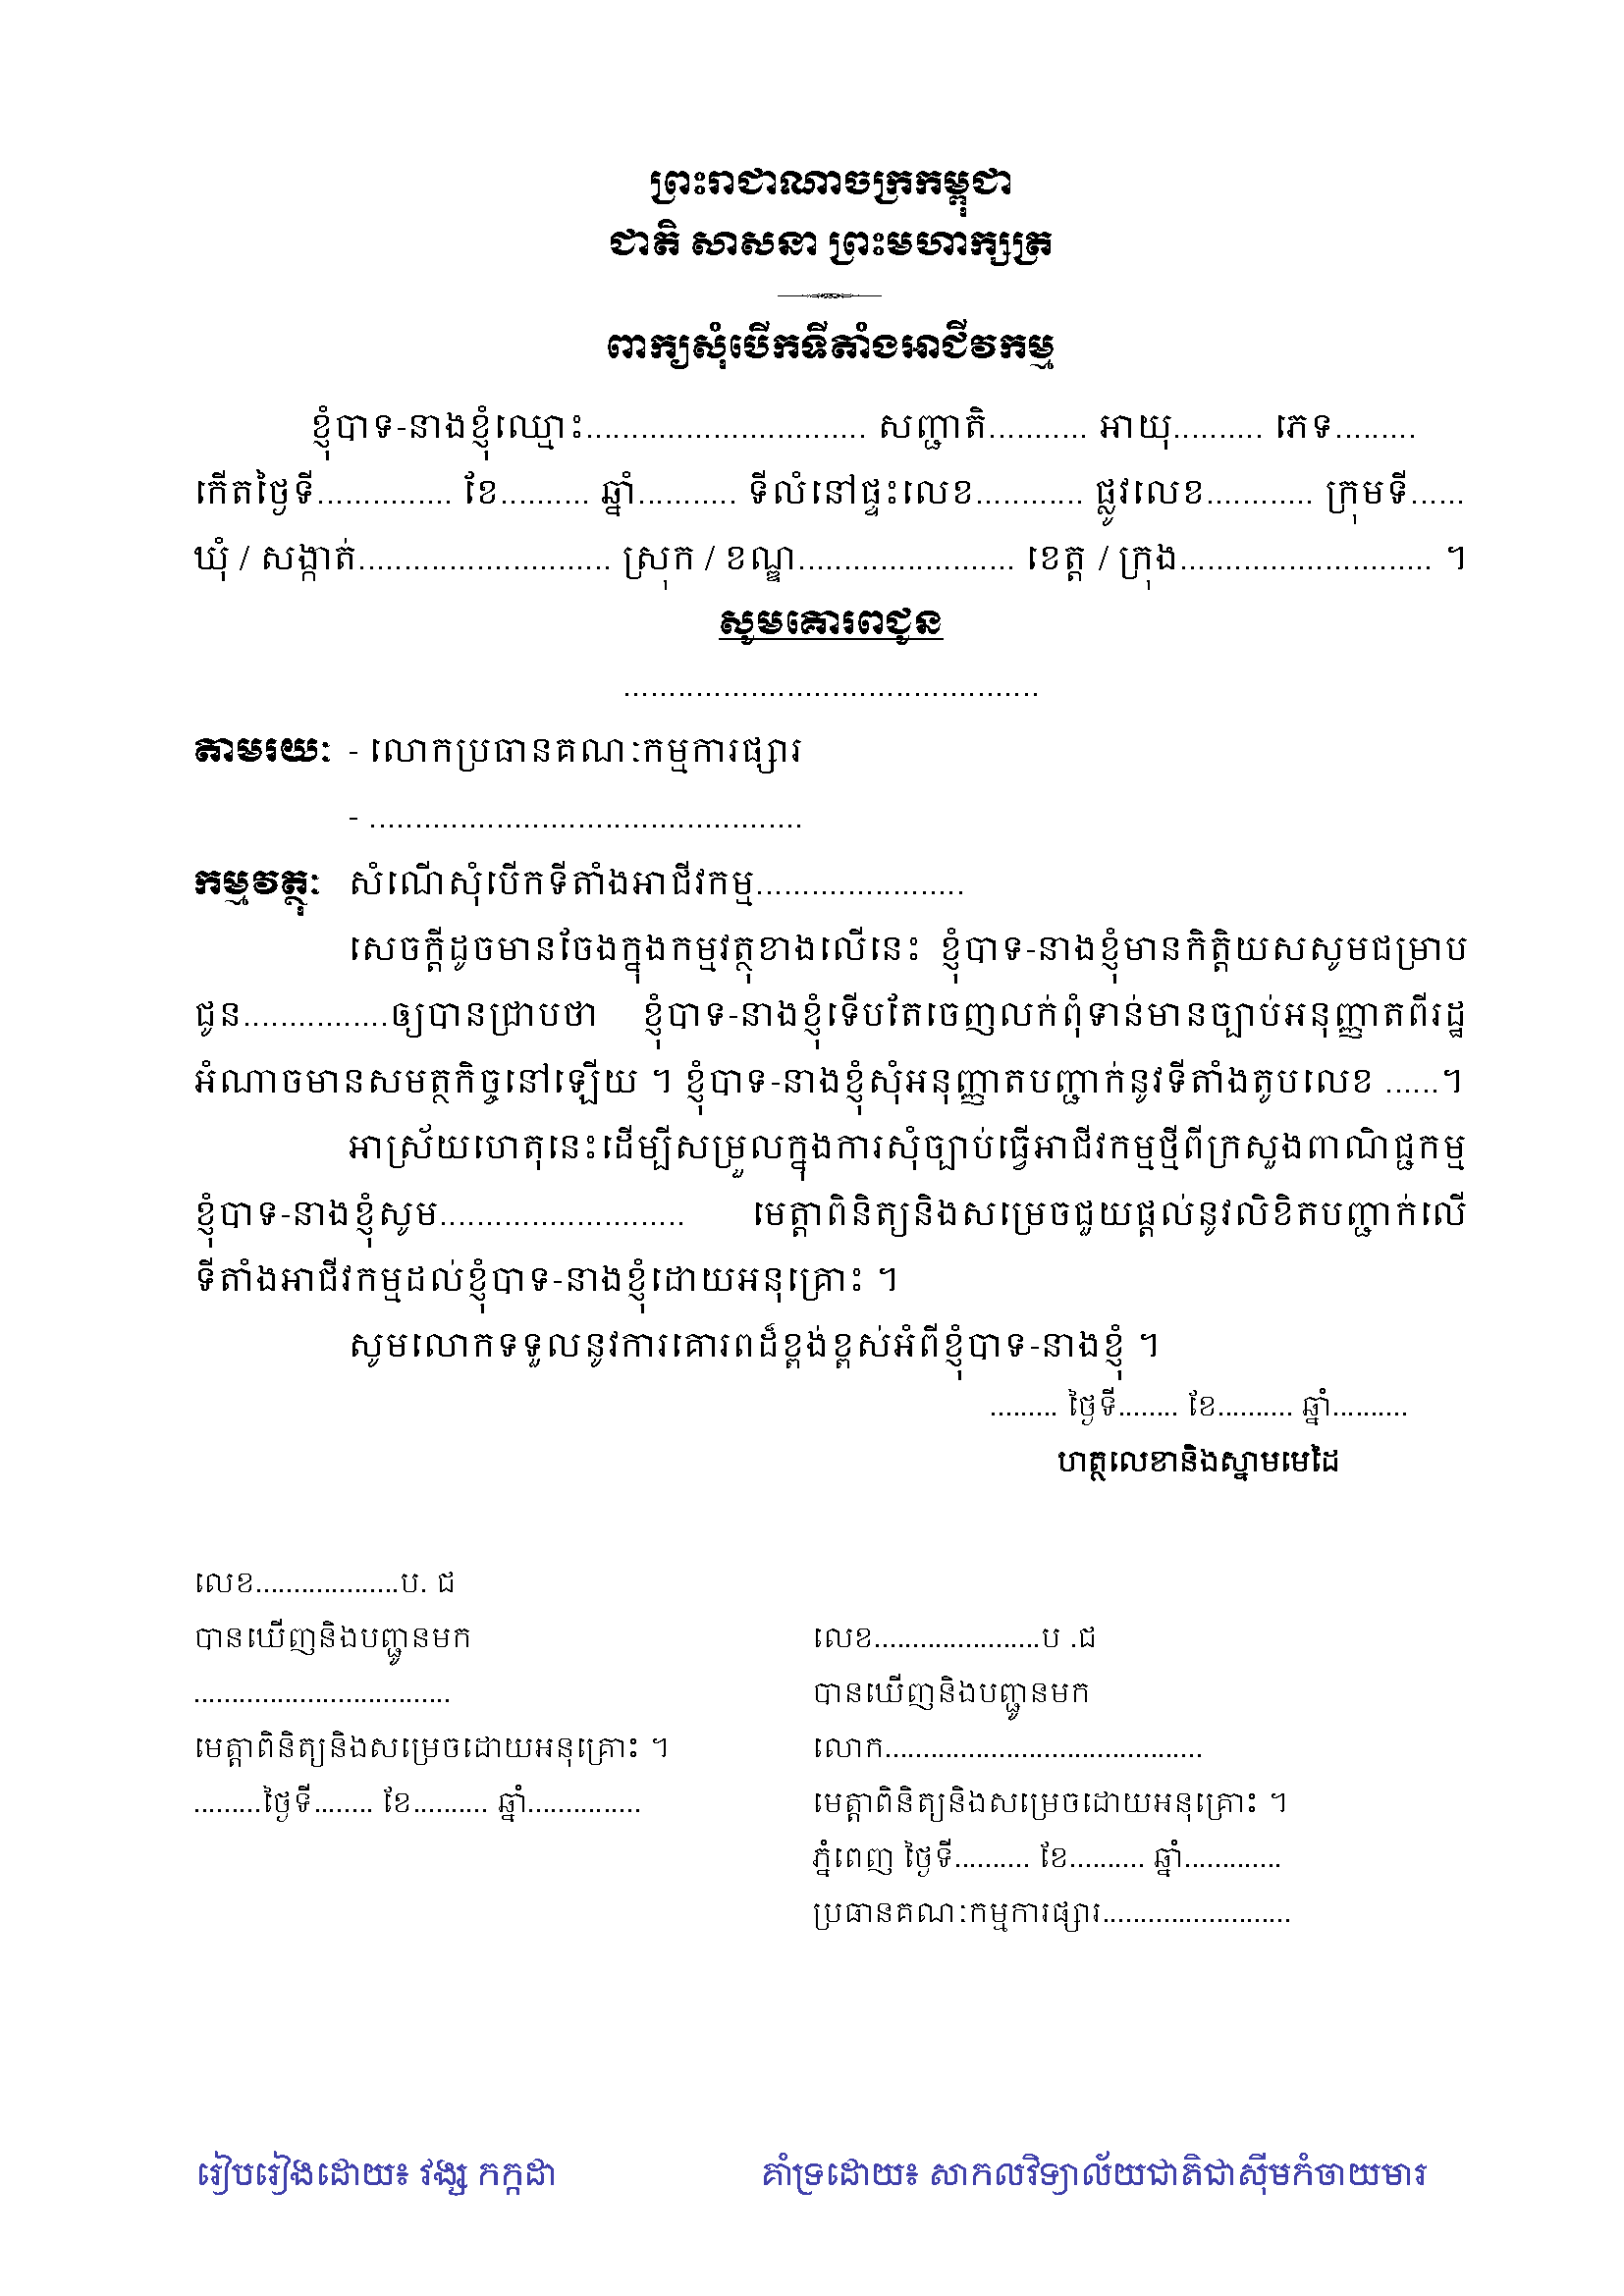 ព្រះរាជាណាចក្រកម្ពុជា
ជាតិ សាសនា ព្រះមហាក្សត្រ
ពាក្យសុំបើកទីតាំងអាជីវកម្ម
ខ្ញុំបាទ-នាងខ្ញុំឈ្មោះ............................... សញ្ជាតិ........... អាយុ.......... ភេទ.........
កើតថ្ងៃទី............... ខែ.......... ឆ្នាំ........... ទីលំនៅផ្ទះលេខ............ ផ្លូវលេខ............ ក្រុមទី......
ឃុំ / សង្កាត់............................ ស្រុក / ខណ្ឌ........................ ខេត្ត / ក្រុង............................ ។
សូមគោរពជូន
..............................................
តាមរយៈ - លោកប្រធានគណៈកម្មការផ្សារ
- ................................................
កម្មវត្ថុៈ សំណើសុំបើកទីតាំងអាជីវកម្ម.......................
សេចក្តីដូចមានចែងក្នុងកម្មវត្ថុខាងលើនេះ ខ្ញុំបាទ-នាងខ្ញុំមានកិត្តិយសសូមជម្រាប
ជូន................ឲ្យបានជ្រាបថា ខ្ញុំបាទ-នាងខ្ញុំទើបតែចេញលក់ពុំទាន់មានច្បាប់អនុញ្ញាតពីរដ្ឋ
អំណាចមានសមត្ថកិច្ចនៅឡើយ ។ ខ្ញុំបាទ-នាងខ្ញុំសុំអនុញ្ញាតបញ្ជាក់នូវទីតាំងតូបលេខ ......។
អាស្រ័យហេតុនេះដើម្បីសម្រួលក្នុងការសុំច្បាប់ធ្វើអាជីវកម្មថ្មីពីក្រសួងពាណិជ្ជកម្ម
ខ្ញុំបាទ-នាងខ្ញុំសូម........................... មេត្តាពិនិត្យនិងសម្រេចជួយផ្តល់នូវលិខិតបញ្ជាក់លើ
ទីតាំងអាជីវកម្មដល់ខ្ញុំបាទ-នាងខ្ញុំដោយអនុគ្រោះ ។
សូមលោកទទួលនូវការគោរពដ៏ខ្ពង់ខ្ពស់អំពីខ្ញុំបាទ-នាងខ្ញុំ ។
......... ថ្ងៃទី........ ខែ.......... ឆ្នាំ..........
ហត្ថលេខានិងស្នាមមេដៃ
លេខ...................ប. ជ
បានឃើញនិងបញ្ជូនមក
..................................
មេត្តាពិនិត្យនិងសម្រេចដោយអនុគ្រោះ ។
.........ថ្ងៃទី........ ខែ.......... ឆ្នាំ...............
លេខ......................ប .ជ
បានឃើញនិងបញ្ជូនមក
លោក..........................................
មេត្តាពិនិត្យនិងសម្រេចដោយអនុគ្រោះ ។
ភ្នំពេញ ថ្ងៃទី.......... ខែ.......... ឆ្នាំ.............
ប្រធានគណៈកម្មការផ្សារ.........................
រៀបរៀងដោយ៖ វង្ស កក្កដា
គាំទ្រដោយ៖ សាកលវិទ្យាល័យជាតិជាស៊ីមកំចាយមារ